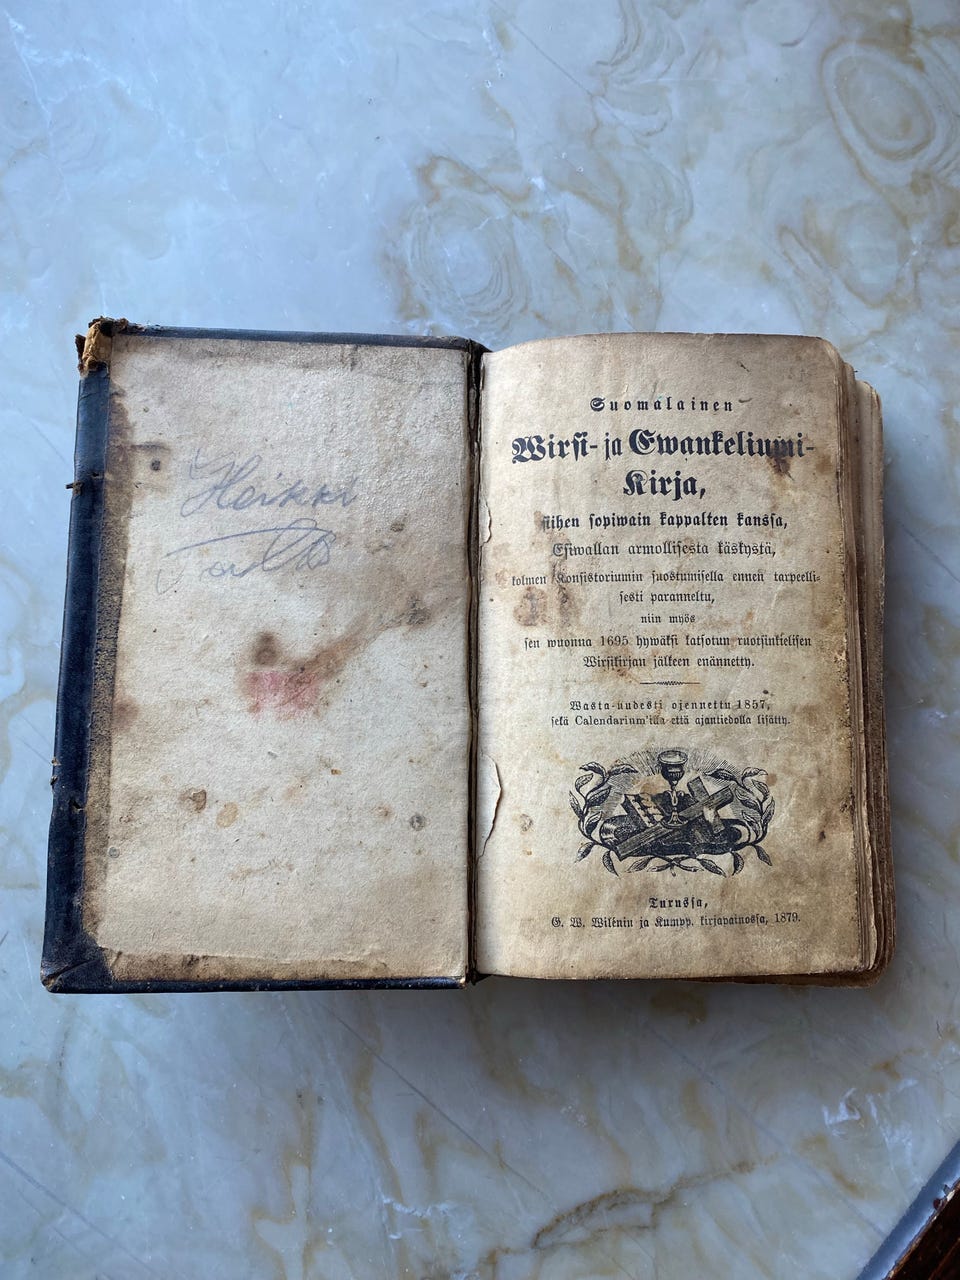 Heikki
Suomalainen
Wirsi- ja Ewankeliumi-
Kirja,
siihen sopiwain kappalten kanssa,
Esiwallan armollisesta käskystä,
kolmen Konsistoriumin suostumisella ennen tarpeelli-
sesti paranneltu,
niin myös
sen wuonna 1695 hywäksi katsotun ruotsinkielisen
Wirsikirjan jälkeen enännetty.
Wasta-uudesti ojennettu 1857,
sekä Calendarium'illa että ajantiedolla lisätty.
Turussa,
G. W. Wilénin ja Kumpp. kirjapainossa, 1879.